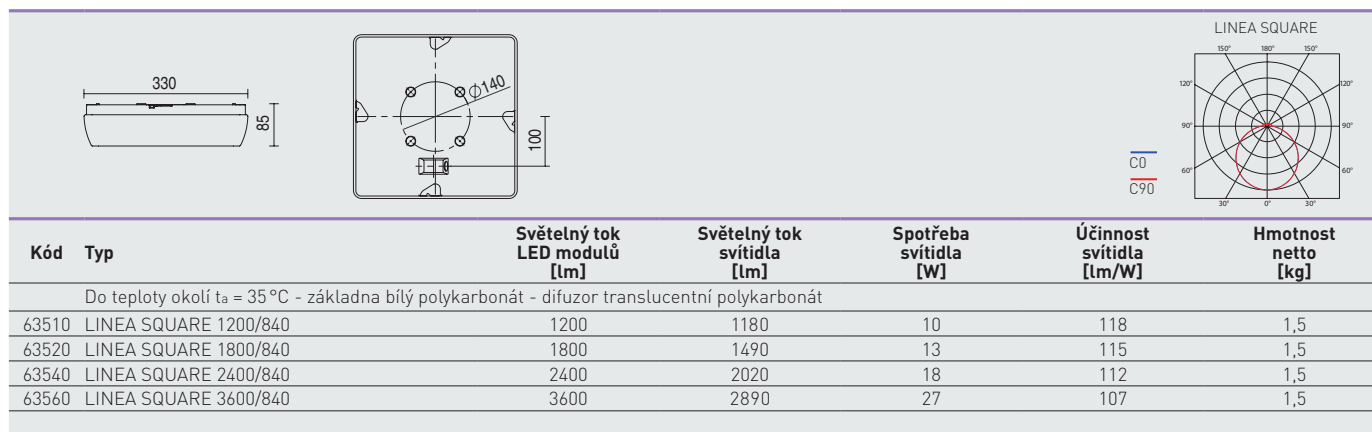 330
85
Ø140
100
LINEA SQUARE
150° 180° 150°
120° 120°
90° 90°
60° 60°
30° 0° 30°
C0
C90
Kód Typ Světelný tok LED modulů [lm] Světelný tok svítidla [lm] Spotřeba svítidla [W] Účinnost svítidla [lm/W] Hmotnost netto [kg]
Do teploty okolí ta = 35 °C - základna bílý polykarbonát - difuzor translucentní polykarbonát
63510 LINEA SQUARE 1200/840 1200 1180 10 118 1,5
63520 LINEA SQUARE 1800/840 1800 1490 13 115 1,5
63540 LINEA SQUARE 2400/840 2400 2020 18 112 1,5
63560 LINEA SQUARE 3600/840 3600 2890 27 107 1,5